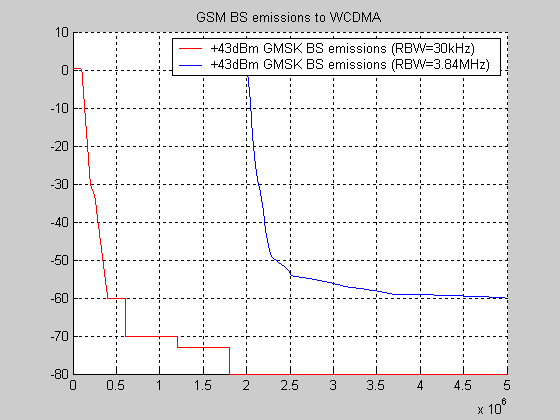 GSM BS emissions to WCDMA
+43dBm GMSK BS emissions (RBW=30kHz)
+43dBm GMSK BS emissions (RBW=3.84MHz)
10
0
-10
-20
-30
-40
-50
-60
-70
-80
0 0.5 1 1.5 2 2.5 3 3.5 4 4.5 5
x 10^6